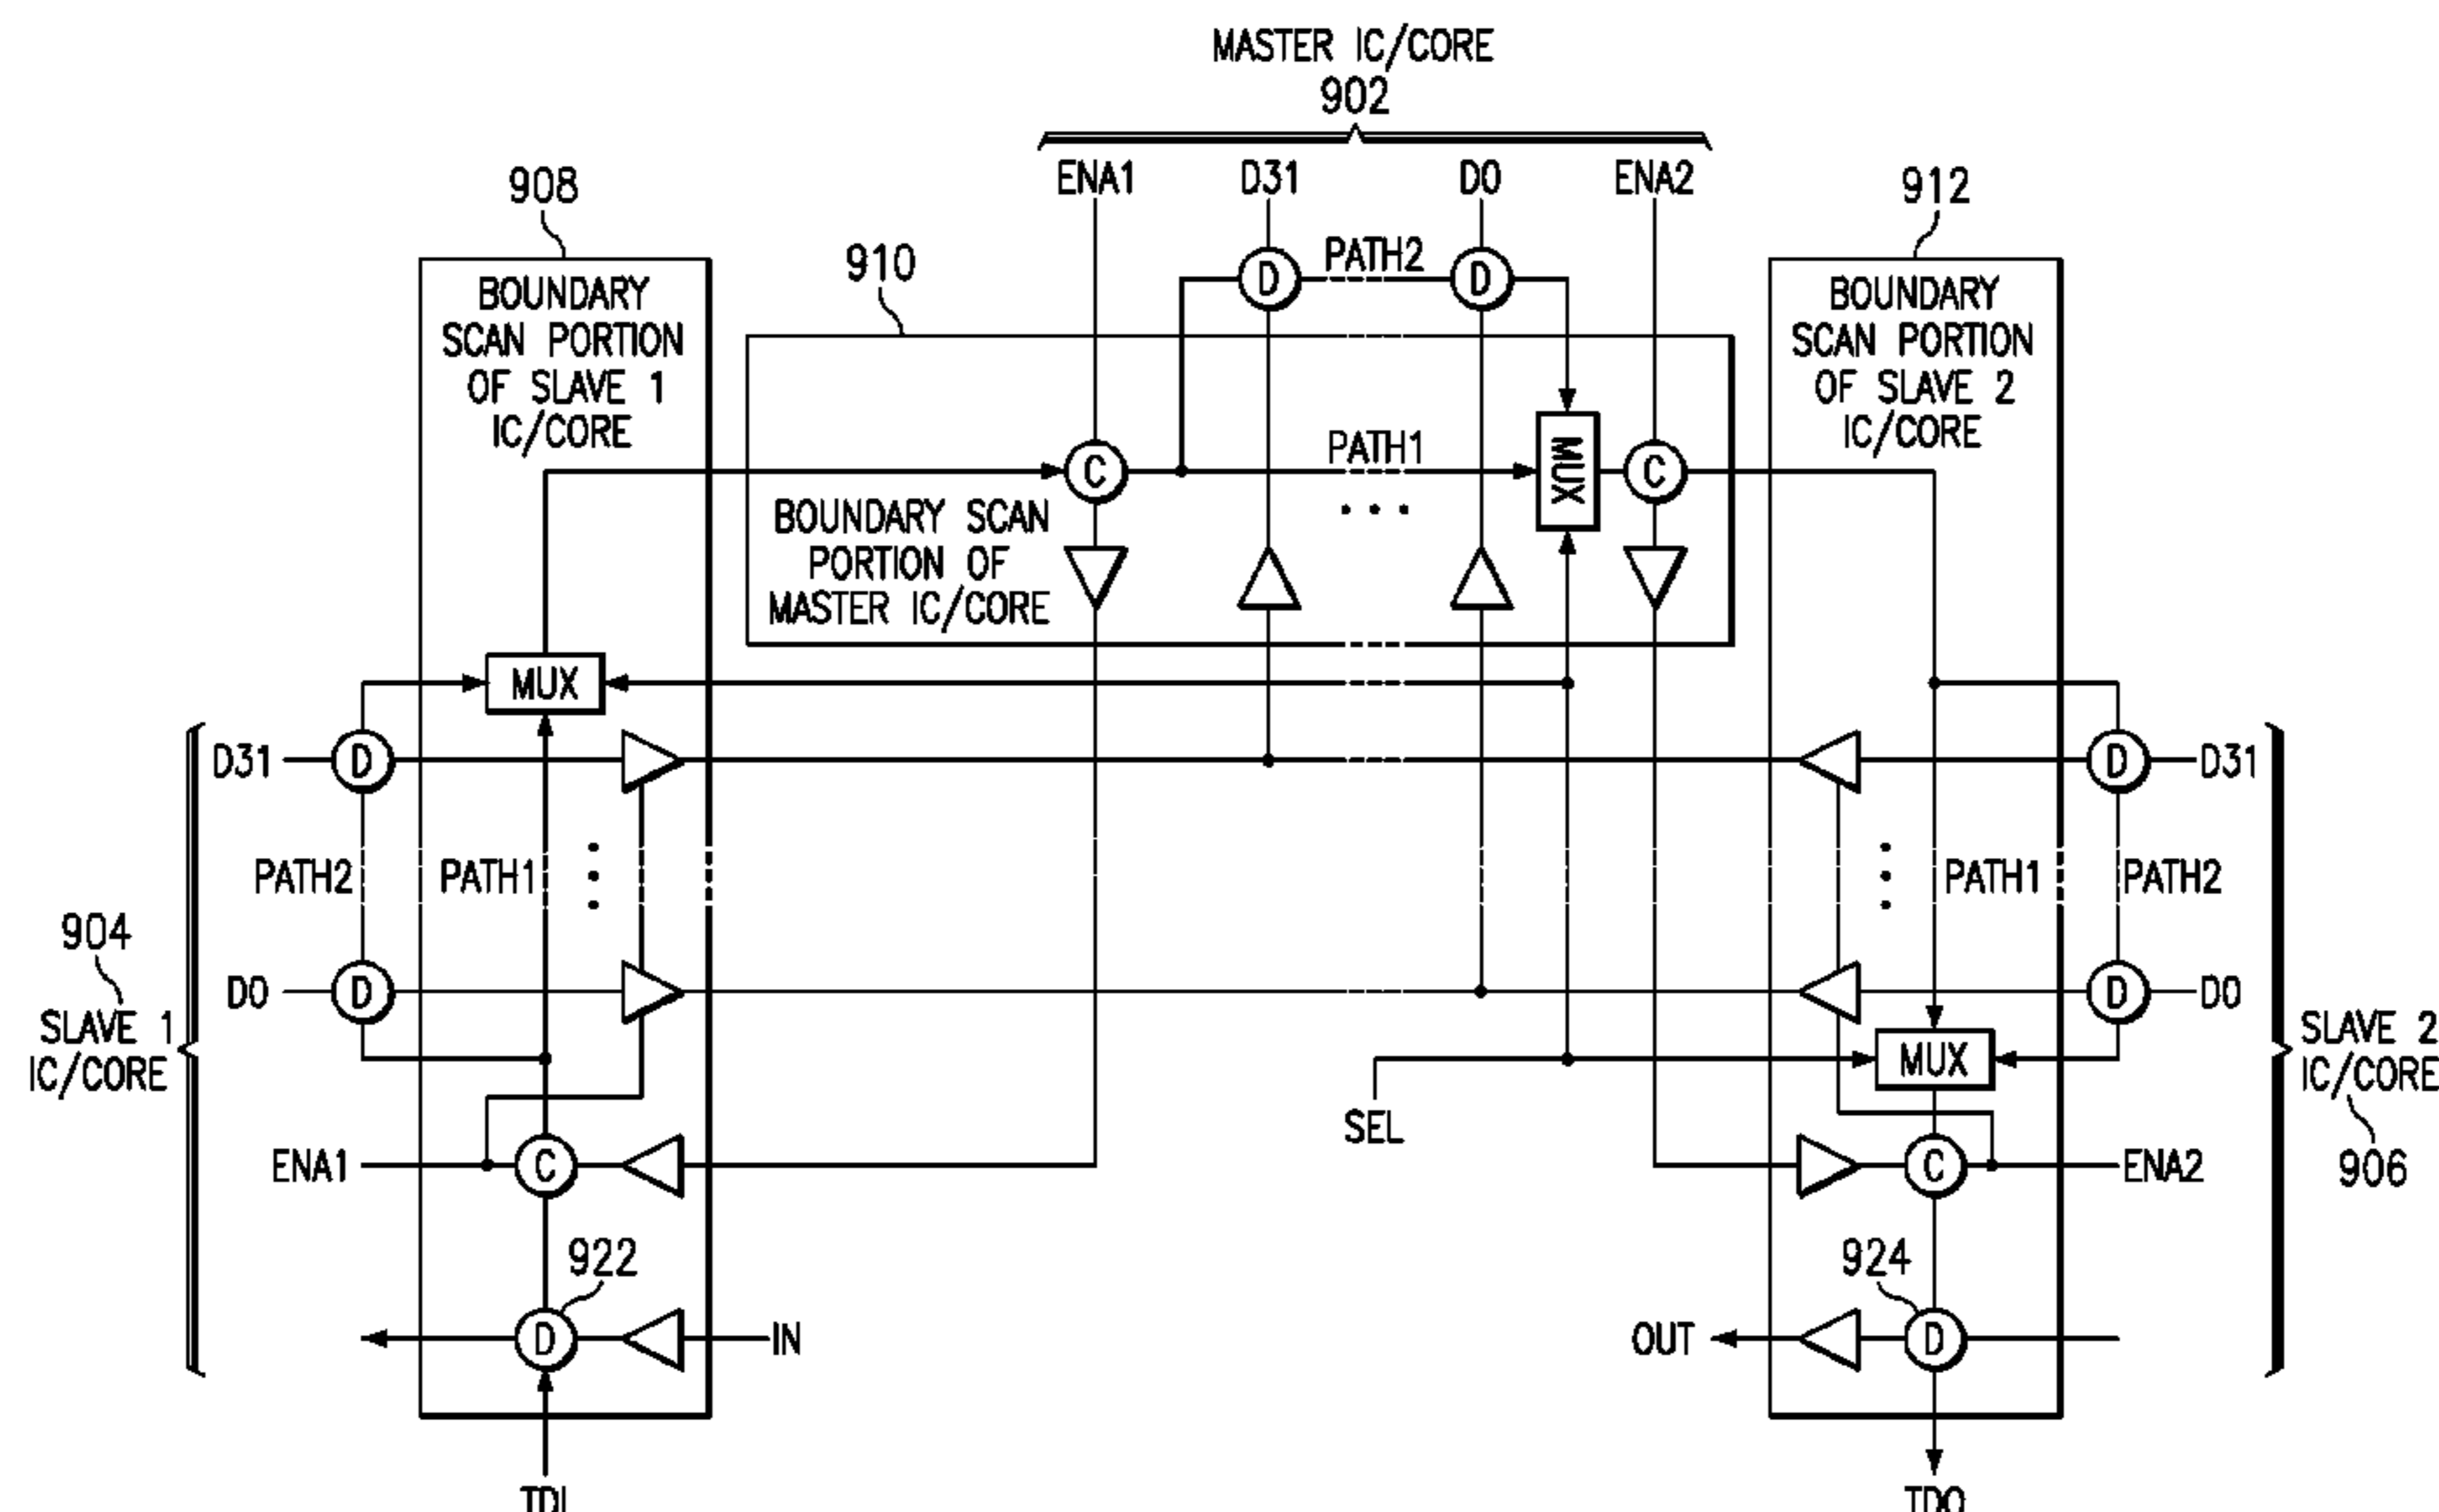 MASTER IC/CORE
902
ENA1
D31
D0
ENA2
908
910
912
BOUNDARY
SCAN PORTION
OF SLAVE 1
IC/CORE
D
PATH2
D
BOUNDARY
SCAN PORTION
OF SLAVE 2
IC/CORE
C
PATH1
MUX
C
BOUNDARY SCAN
PORTION OF
MASTER IC/CORE
MUX
D31
D
D
D31
PATH2
PATH1
PATH1
PATH2
904
SLAVE 1
IC/CORE
D0
D
D
D0
SLAVE 2
IC/CORE
906
MUX
SEL
ENA1
C
C
ENA2
922
D
IN
924
OUT
D
TDI
TDO